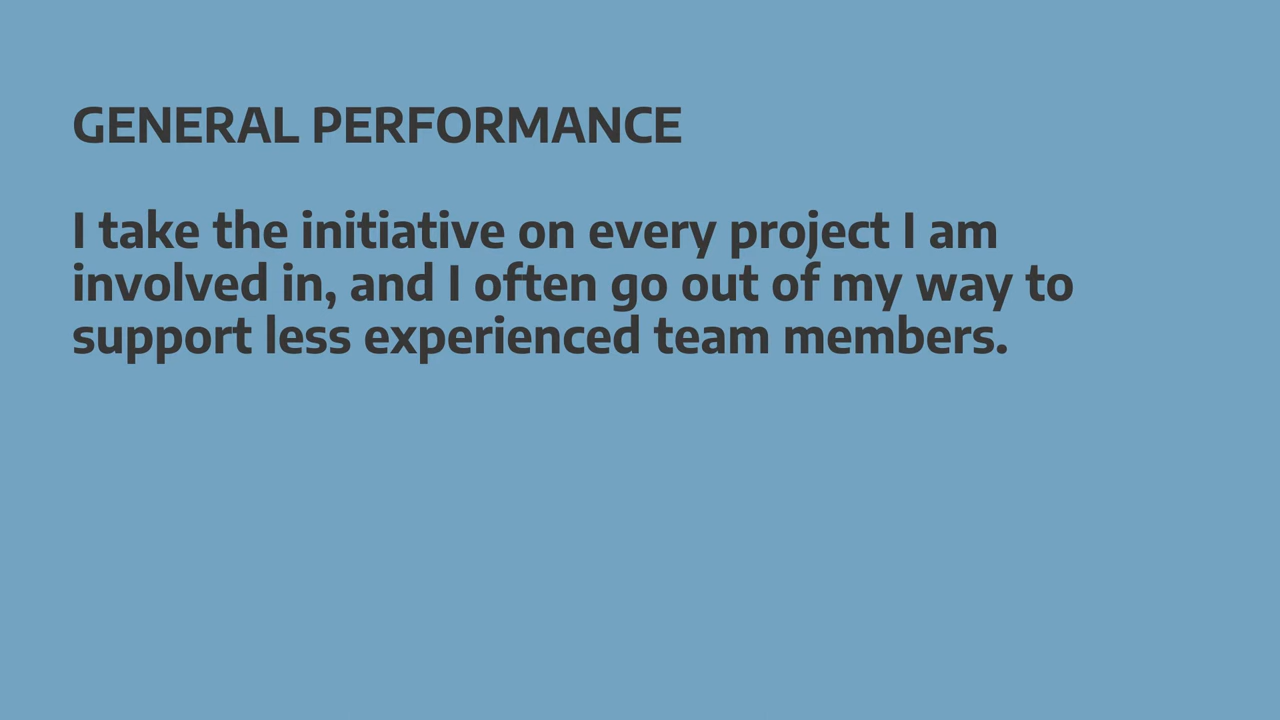 GENERAL PERFORMANCE
I take the initiative on every project I am
involved in, and I often go out of my way to
support less experienced team members.